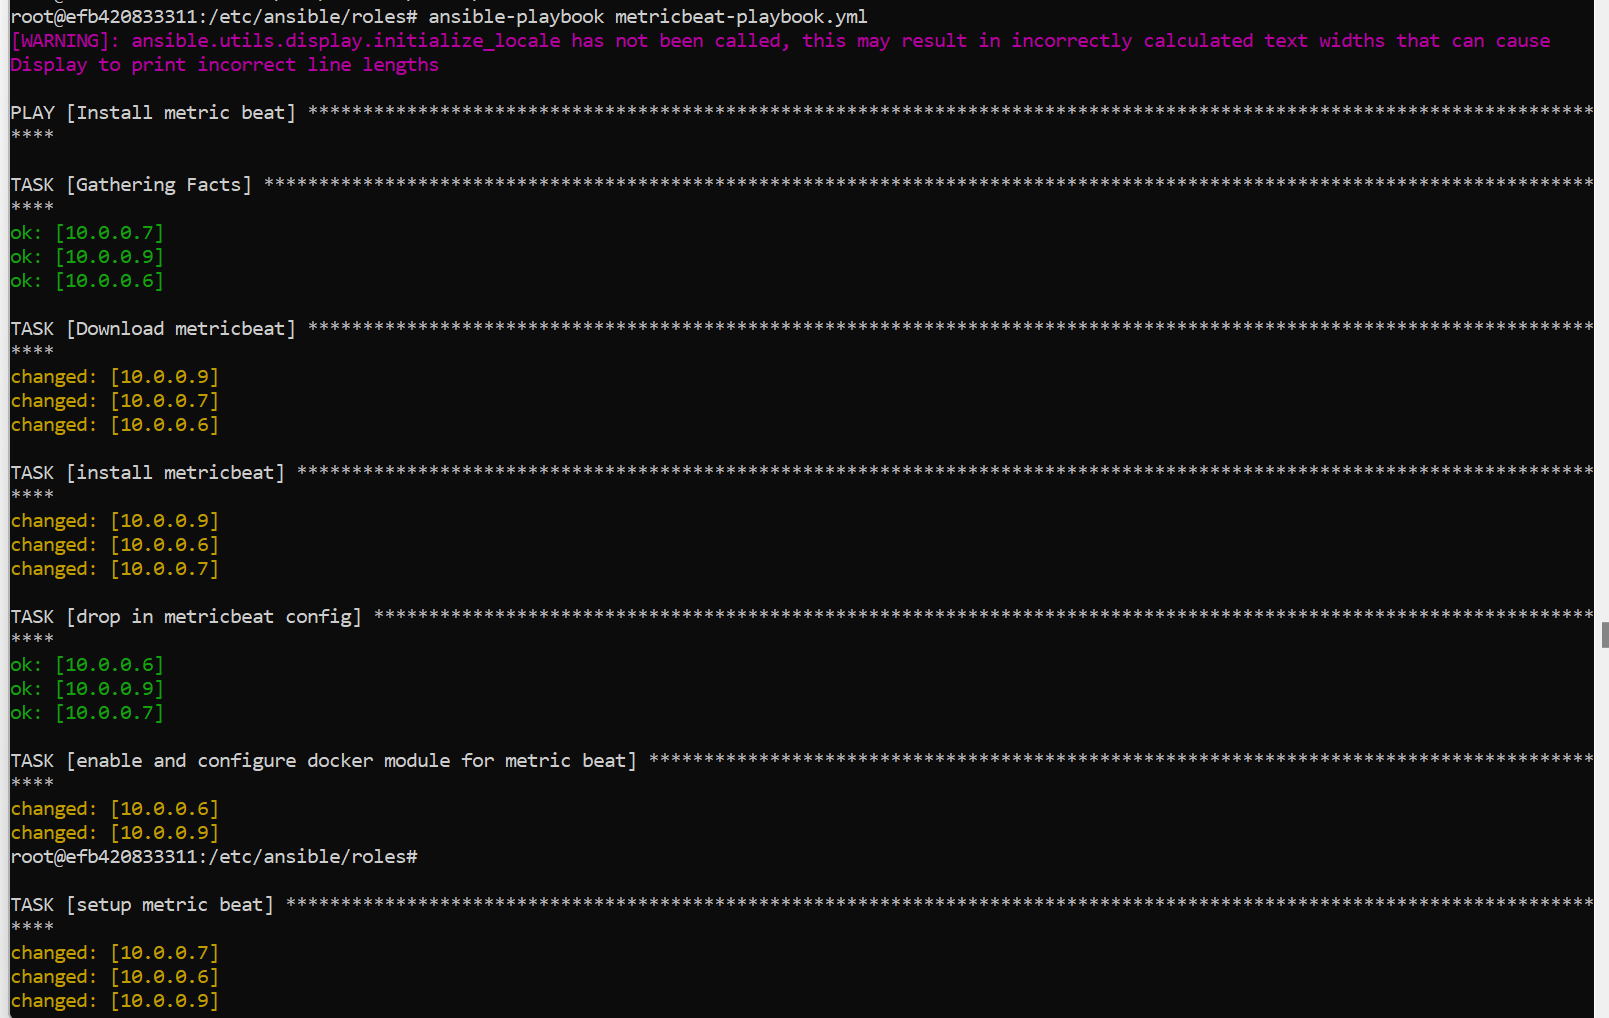 root@efb420833311:/etc/ansible/roles# ansible-playbook metricbeat-playbook.yml
[WARNING]: ansible.utils.display.initialize_locale has not been called, this may result in incorrectly calculated text widths that can cause
Display to print incorrect line lengths
PLAY [Install metric beat] *********************************************************************************************************************
****
TASK [Gathering Facts] *************************************************************************************************************************
****
ok: [10.0.0.7]
ok: [10.0.0.9]
ok: [10.0.0.6]
TASK [Download metricbeat] *********************************************************************************************************************
****
changed: [10.0.0.9]
changed: [10.0.0.7]
changed: [10.0.0.6]
TASK [install metricbeat] **********************************************************************************************************************
****
changed: [10.0.0.9]
changed: [10.0.0.6]
changed: [10.0.0.7]
TASK [drop in metricbeat config] ***************************************************************************************************************
****
ok: [10.0.0.6]
ok: [10.0.0.9]
ok: [10.0.0.7]
TASK [enable and configure docker module for metric beat] **************************************************************************************
****
changed: [10.0.0.6]
changed: [10.0.0.9]
root@efb420833311:/etc/ansible/roles#
TASK [setup metric beat] ***********************************************************************************************************************
****
changed: [10.0.0.7]
changed: [10.0.0.6]
changed: [10.0.0.9]